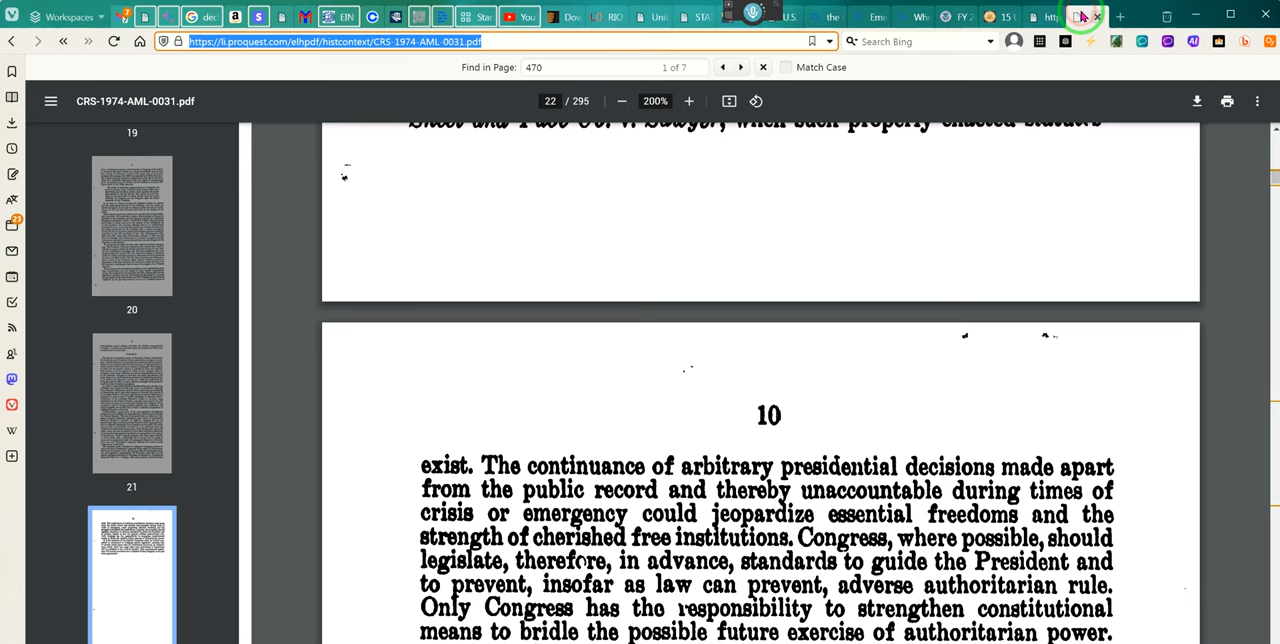 Workspaces
dec
EIN
Star
You
Dow
RIO
Unit
STA
U.S
the
Eme
Whe
FY 2
15 U
http
https://li.proquest.com/elhpdf/histcontext/CRS-1974-AML-0031.pdf
Search Bing
Find in Page: 470 1 of 7 Match Case
CRS-1974-AML-0031.pdf
22 / 295
200%
19
20
21
23
10
exist. The continuance of arbitrary presidential decisions made apart
from the public record and thereby unaccountable during times of
crisis or emergency could jeopardize essential freedoms and the
strength of cherished free institutions. Congress, where possible, should
legislate, therefore, in advance, standards to guide the President and
to prevent, insofar as law can prevent, adverse authoritarian rule.
Only Congress has the responsibility to strengthen constitutional
means to bridle the possible future exercise of authoritarian power.